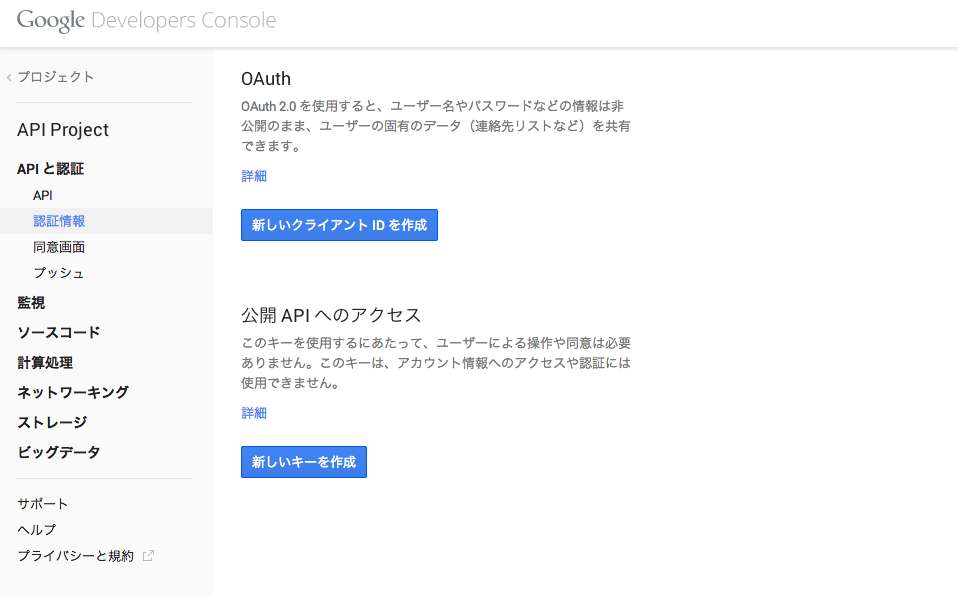 Google Developers Console
プロジェクト
API Project
API と認証
API
認証情報
同意画面
プッシュ
監視
ソースコード
計算処理
ネットワーキング
ストレージ
ビッグデータ
サポート
ヘルプ
プライバシーと規約
OAuth
OAuth 2.0 を使用すると、ユーザー名やパスワードなどの情報は非
公開のまま、ユーザーの固有のデータ（連絡先リストなど）を共有
できます。
詳細
新しいクライアント ID を作成
公開 API へのアクセス
このキーを使用するにあたって、ユーザーによる操作や同意は必要
ありません。このキーは、アカウント情報へのアクセスや認証には
使用できません。
詳細
新しいキーを作成